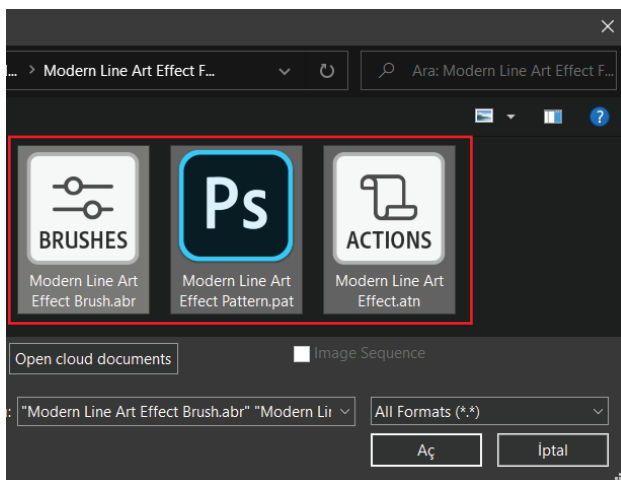 ... > Modern Line Art Effect F...
Ara: Modern Line Art Effect F...
?
BRUSHES
Ps
ACTIONS
Modern Line Art
Effect Brush.abr
Modern Line Art
Effect Pattern.pat
Modern Line Art
Effect.atn
Open cloud documents
Image Sequence
: "Modern Line Art Effect Brush.abr" "Modern Lir
All Formats (*.*)
Aç
İptal